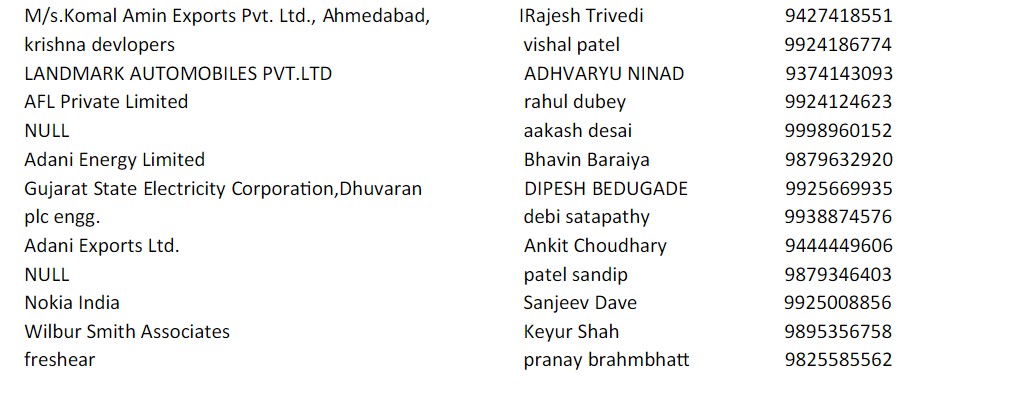 M/s.Komal Amin Exports Pvt. Ltd., Ahmedabad, IRajesh Trivedi 9427418551
krishna devlopers vishal patel 9924186774
LANDMARK AUTOMOBILES PVT.LTD ADHVARYU NINAD 9374143093
AFL Private Limited rahul dubey 9924124623
NULL aakash desai 9998960152
Adani Energy Limited Bhavin Baraiya 9879632920
Gujarat State Electricity Corporation,Dhuvaran DIPESH BEDUGADE 9925669935
plc engg. debi satapathy 9938874576
Adani Exports Ltd. Ankit Choudhary 9444449606
NULL patel sandip 9879346403
Nokia India Sanjeev Dave 9925008856
Wilbur Smith Associates Keyur Shah 9895356758
freshear pranay brahmbhatt 9825585562